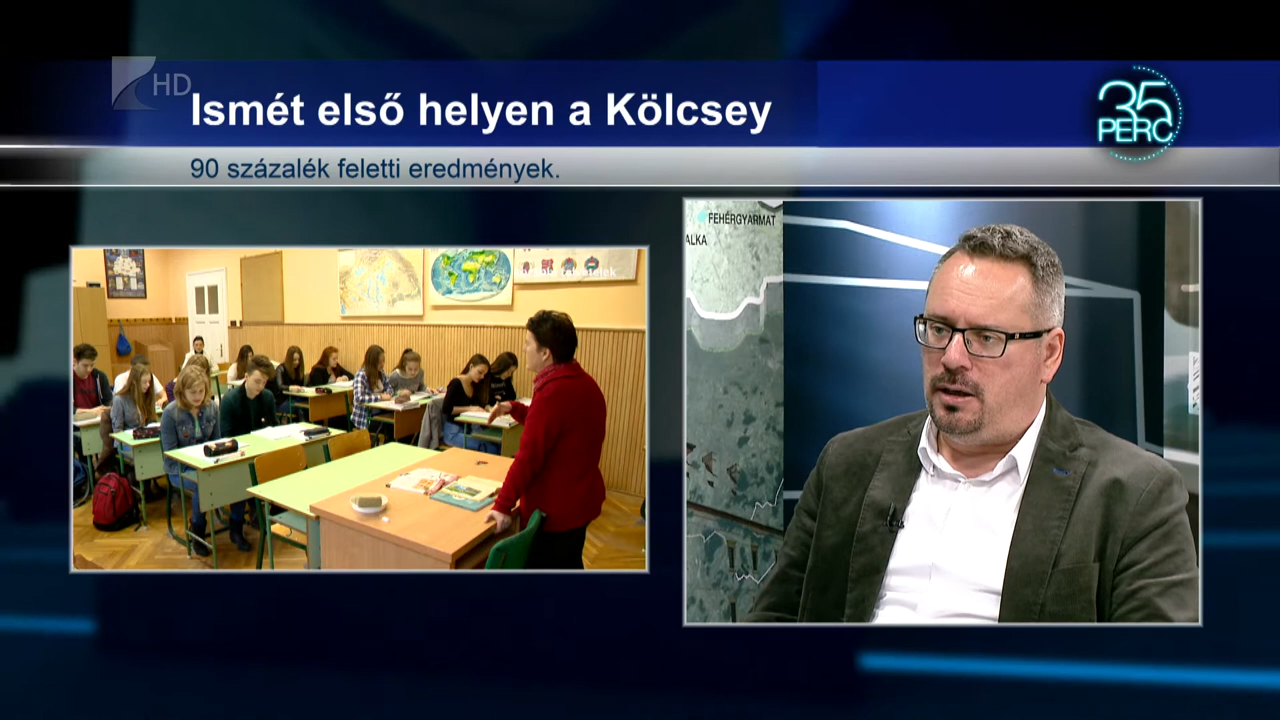 HD
Ismét első helyen a Kölcsey
35
PERC
90 százalék feletti eredmények.
FEHÉRGYARMAT
ALKA